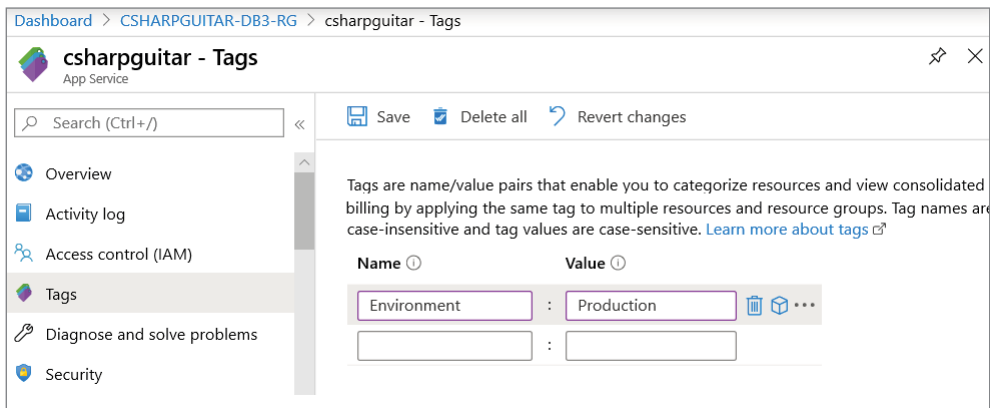 Dashboard > CSHARPGUITAR-DB3-RG > csharpguitar - Tags
csharpguitar - Tags
App Service
Search (Ctrl+/)
«
Overview
Activity log
Access control (IAM)
Tags
Diagnose and solve problems
Security
Save Delete all Revert changes
Tags are name/value pairs that enable you to categorize resources and view consolidated
billing by applying the same tag to multiple resources and resource groups. Tag names are
case-insensitive and tag values are case-sensitive. Learn more about tags
Name Value
Environment : Production
: